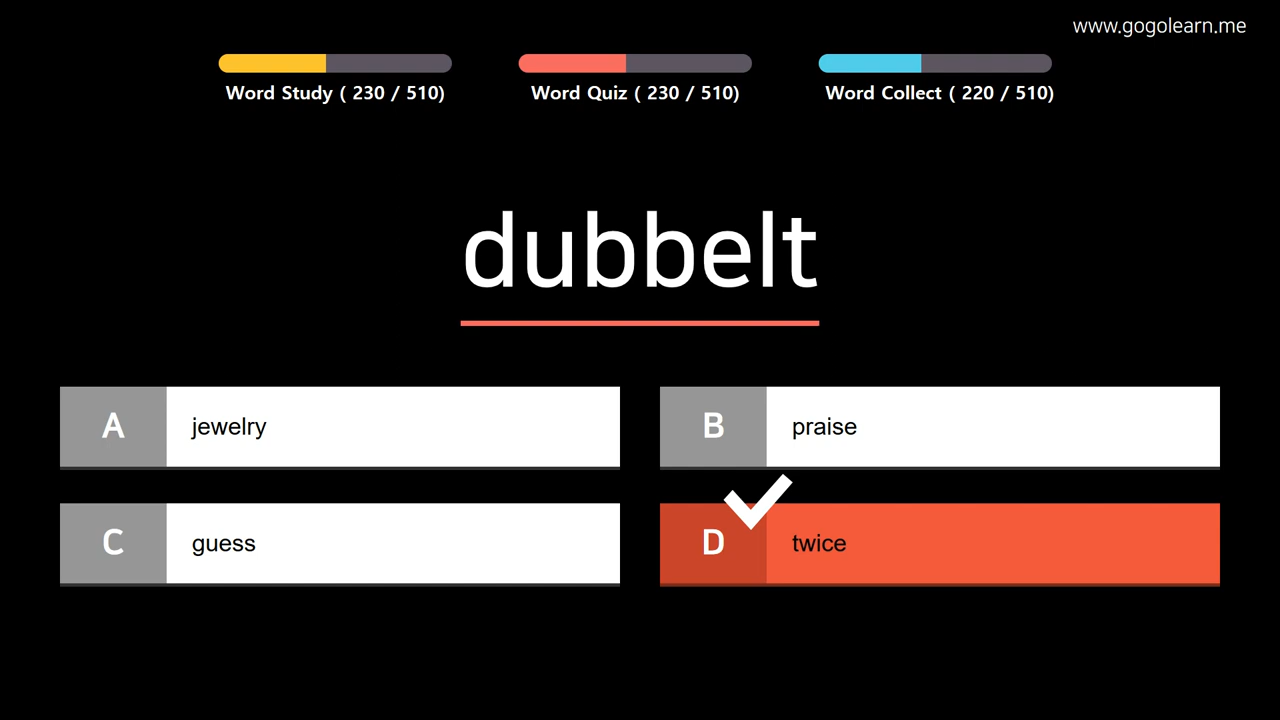 www.gogolearn.me
Word Study ( 230 / 510)
Word Quiz ( 230 / 510)
Word Collect ( 220 / 510)
dubbelt
A jewelry
B praise
C guess
D twice